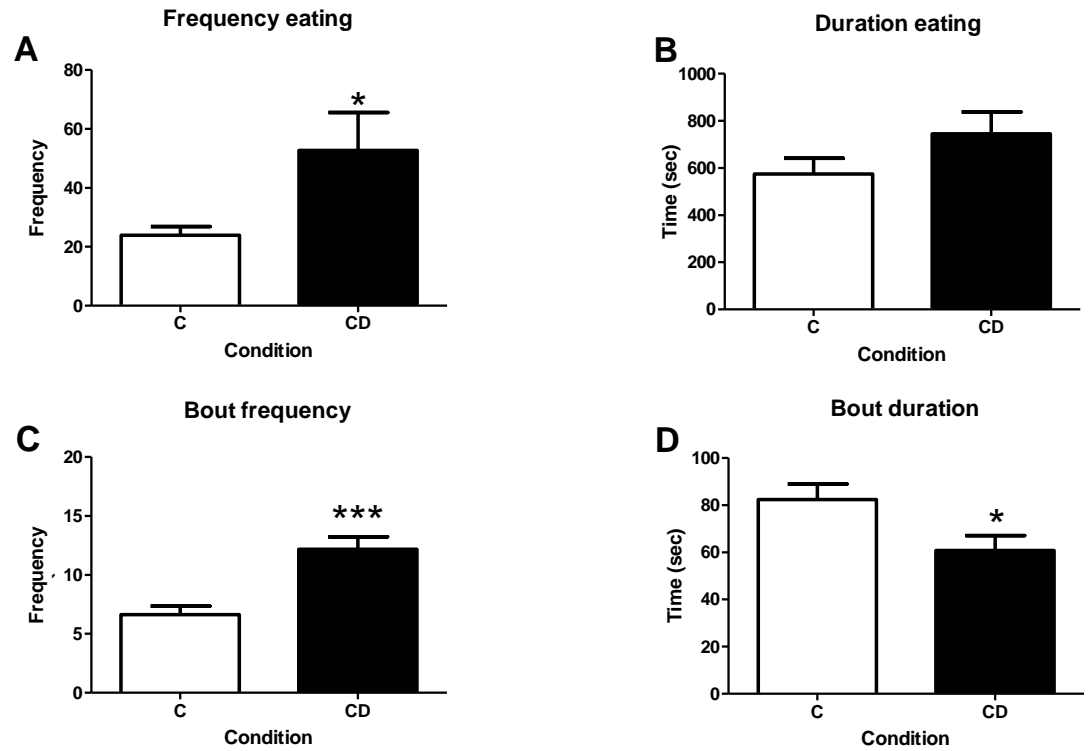 Frequency eating
A
80
60
40
20
0
Frequency
*
C
CD
Condition
Duration eating
B
1000
800
600
400
200
0
Time (sec)
C
CD
Condition
Bout frequency
C
20
15
10
5
0
Frequency
***
C
CD
Condition
Bout duration
D
100
80
60
40
20
0
Time (sec)
*
C
CD
Condition